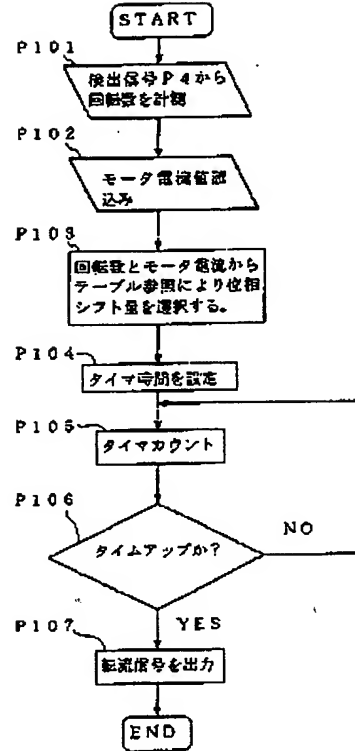 START
P101
検出信号P4から
回転数を計測
P102
モータ電流値読
込み
P103
回転数とモータ電流から
テーブル参照により位相
シフト量を選択する。
P104
タイマ時間を設定
P105
タイマカウント
P106
タイムアップか?
NO
YES
P107
転流信号を出力
END